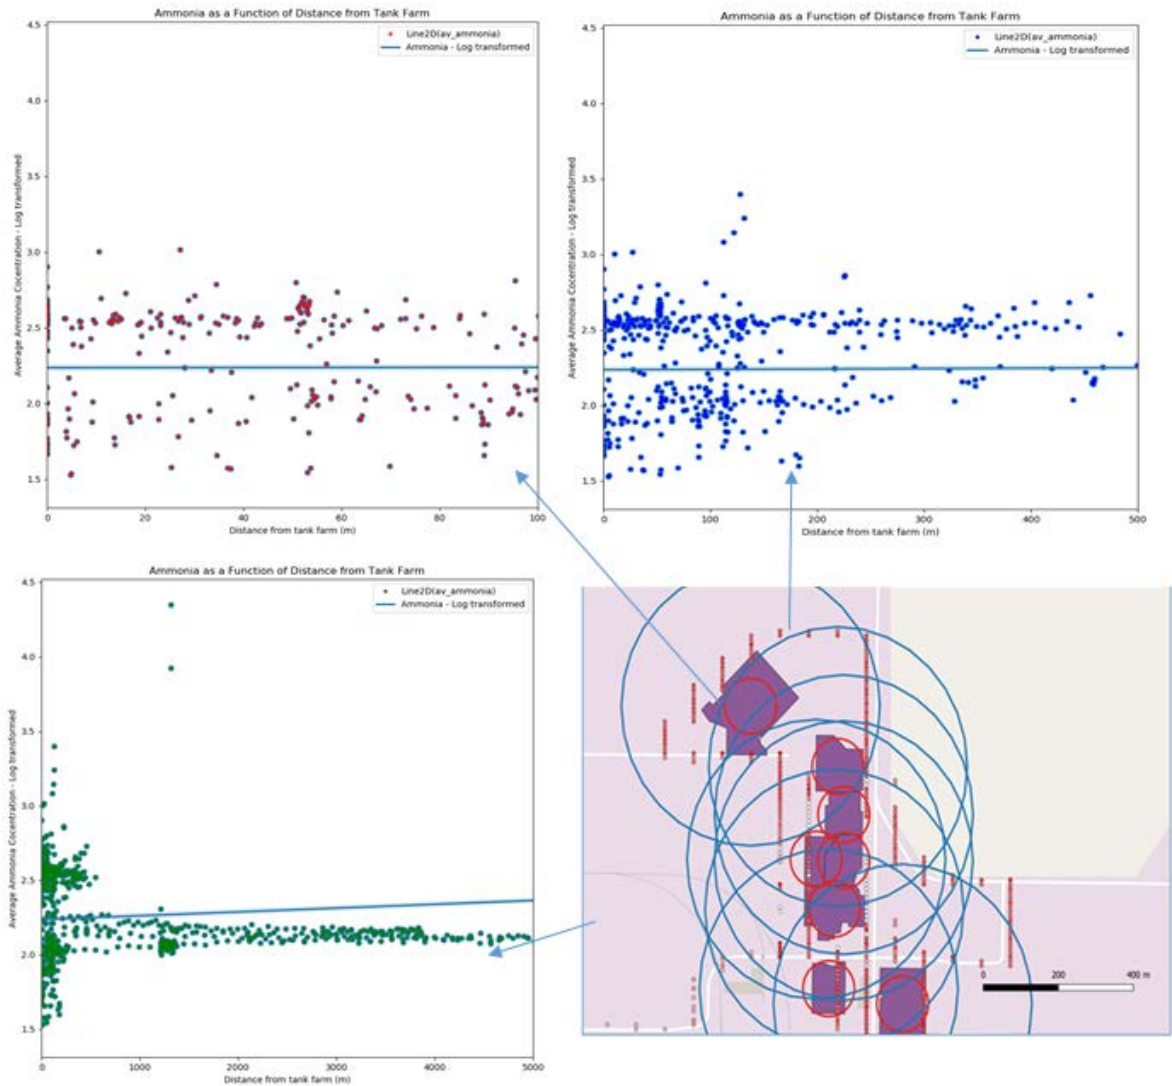 Ammonia as a Function of Distance from Tank Farm
Line2D(av_ammonia)
Ammonia - Log transformed
4.5
4.0
3.5
3.0
2.5
2.0
1.5
Average Ammonia Cocentration - Log transformed
0
20
40
60
80
100
Distance from tank farm (m)
Ammonia as a Function of Distance from Tank Farm
Line2D(av_ammonia)
Ammonia - Log transformed
4.5
4.0
3.5
3.0
2.5
2.0
1.5
Average Ammonia Cocentration - Log transformed
0
100
200
300
400
500
Distance from tank farm (m)
Ammonia as a Function of Distance from Tank Farm
Line2D(av_ammonia)
Ammonia - Log transformed
4.5
4.0
3.5
3.0
2.5
2.0
1.5
Average Ammonia Cocentration - Log transformed
0
1000
2000
3000
4000
5000
Distance from tank farm (m)
0
200
400 m